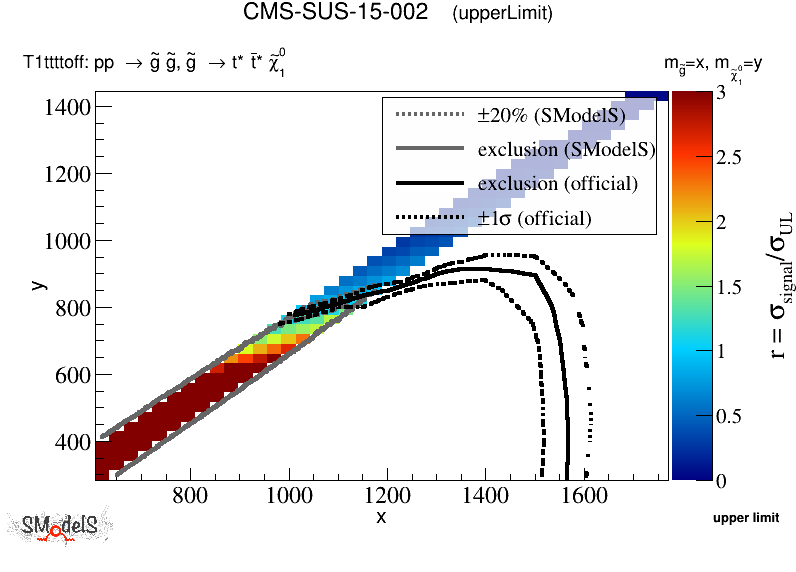 CMS-SUS-15-002 (upperLimit)
T1ttttoff: pp → g̃ g̃, g̃ → t* t̄* χ̃₁⁰
m_g̃=x, m_χ̃₁⁰=y
±20% (SModelS)
exclusion (SModelS)
exclusion (official)
±1σ (official)
1400
1200
1000
800
600
400
y
800 1000 1200 1400 1600
x
3
2.5
2
1.5
1
0.5
0
r = σ_signal/σ_UL
SModelS
upper limit